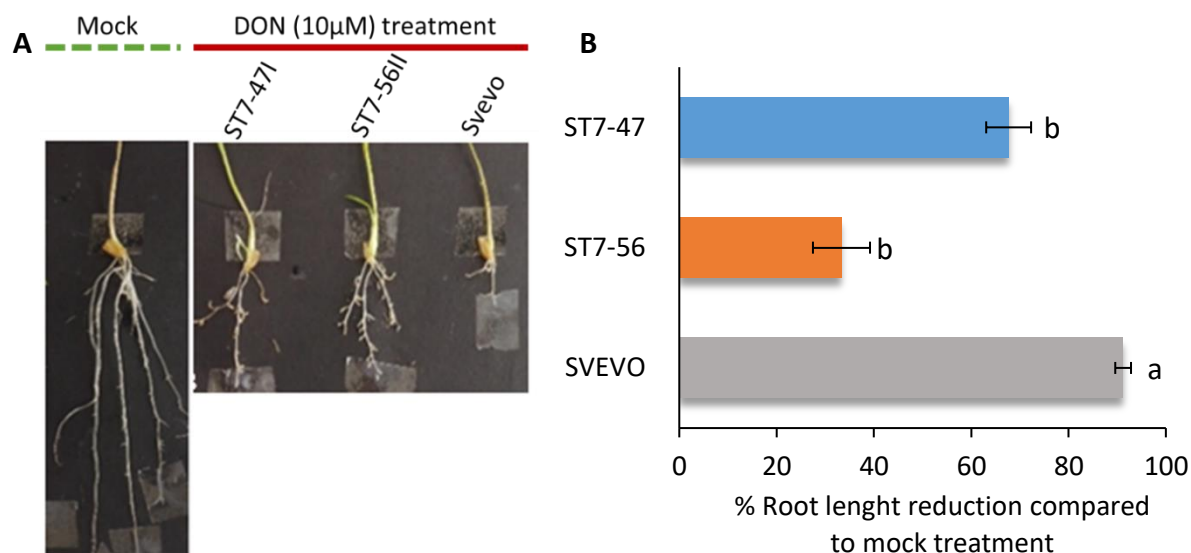 A
Mock
DON (10µM) treatment
ST7-47I
ST7-56II
Svevo
B
ST7-47
b
ST7-56
b
SVEVO
a
0 20 40 60 80 100
% Root lenght reduction compared
to mock treatment